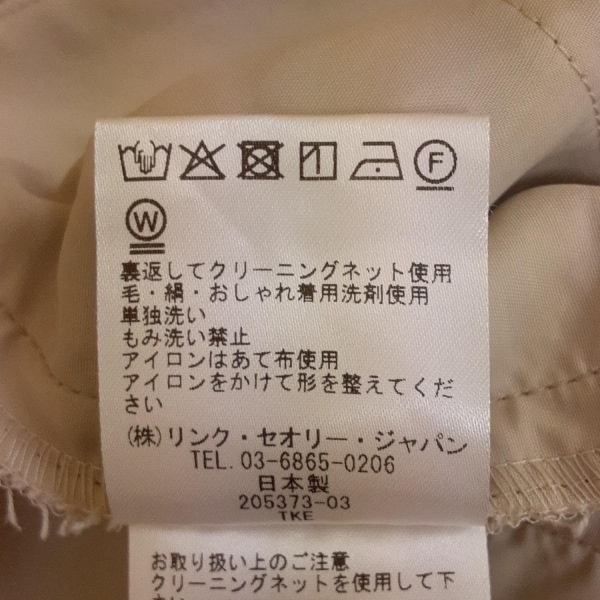 F
W
裏返してクリーニングネット使用
毛・絹・おしゃれ着用洗剤使用
単独洗い
もみ洗い禁止
アイロンはあて布使用
アイロンをかけて形を整えてくだ
さい
(株)リンク・セオリー・ジャパン
TEL.03-6865-0206
日本製
205373-03
TKE
お取り扱い上のご注意
クリーニングネットを使用して下
さい